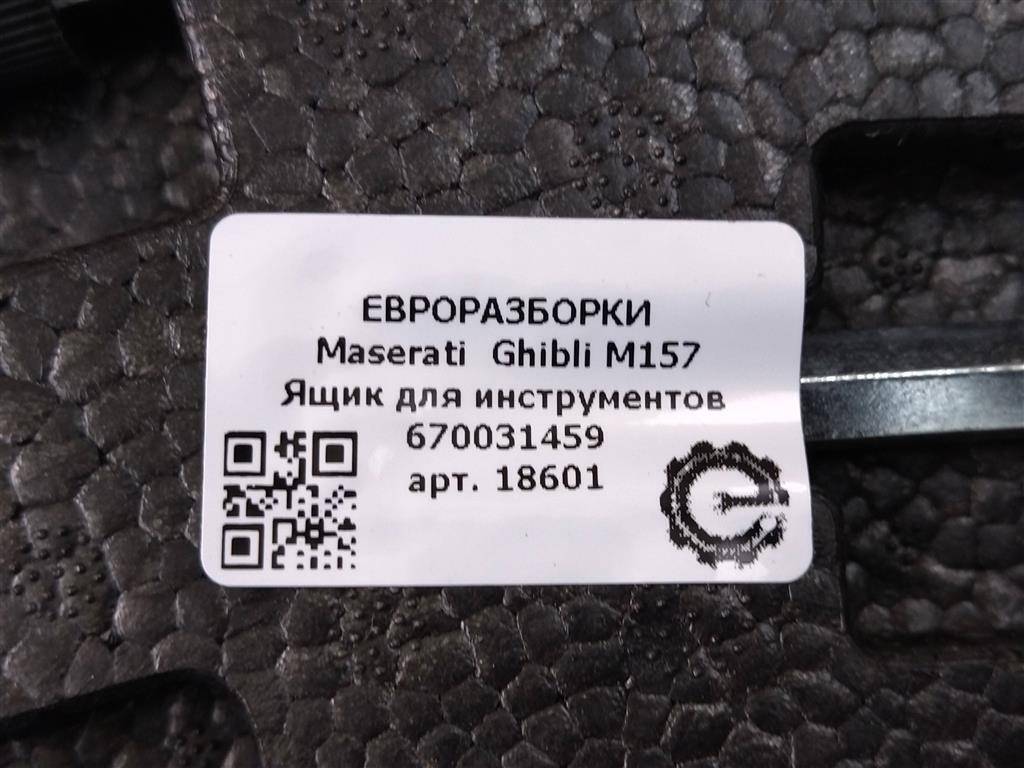 ЕВРОРАЗБОРКИ
Maserati Ghibli M157
Ящик для инструментов
670031459
арт. 18601